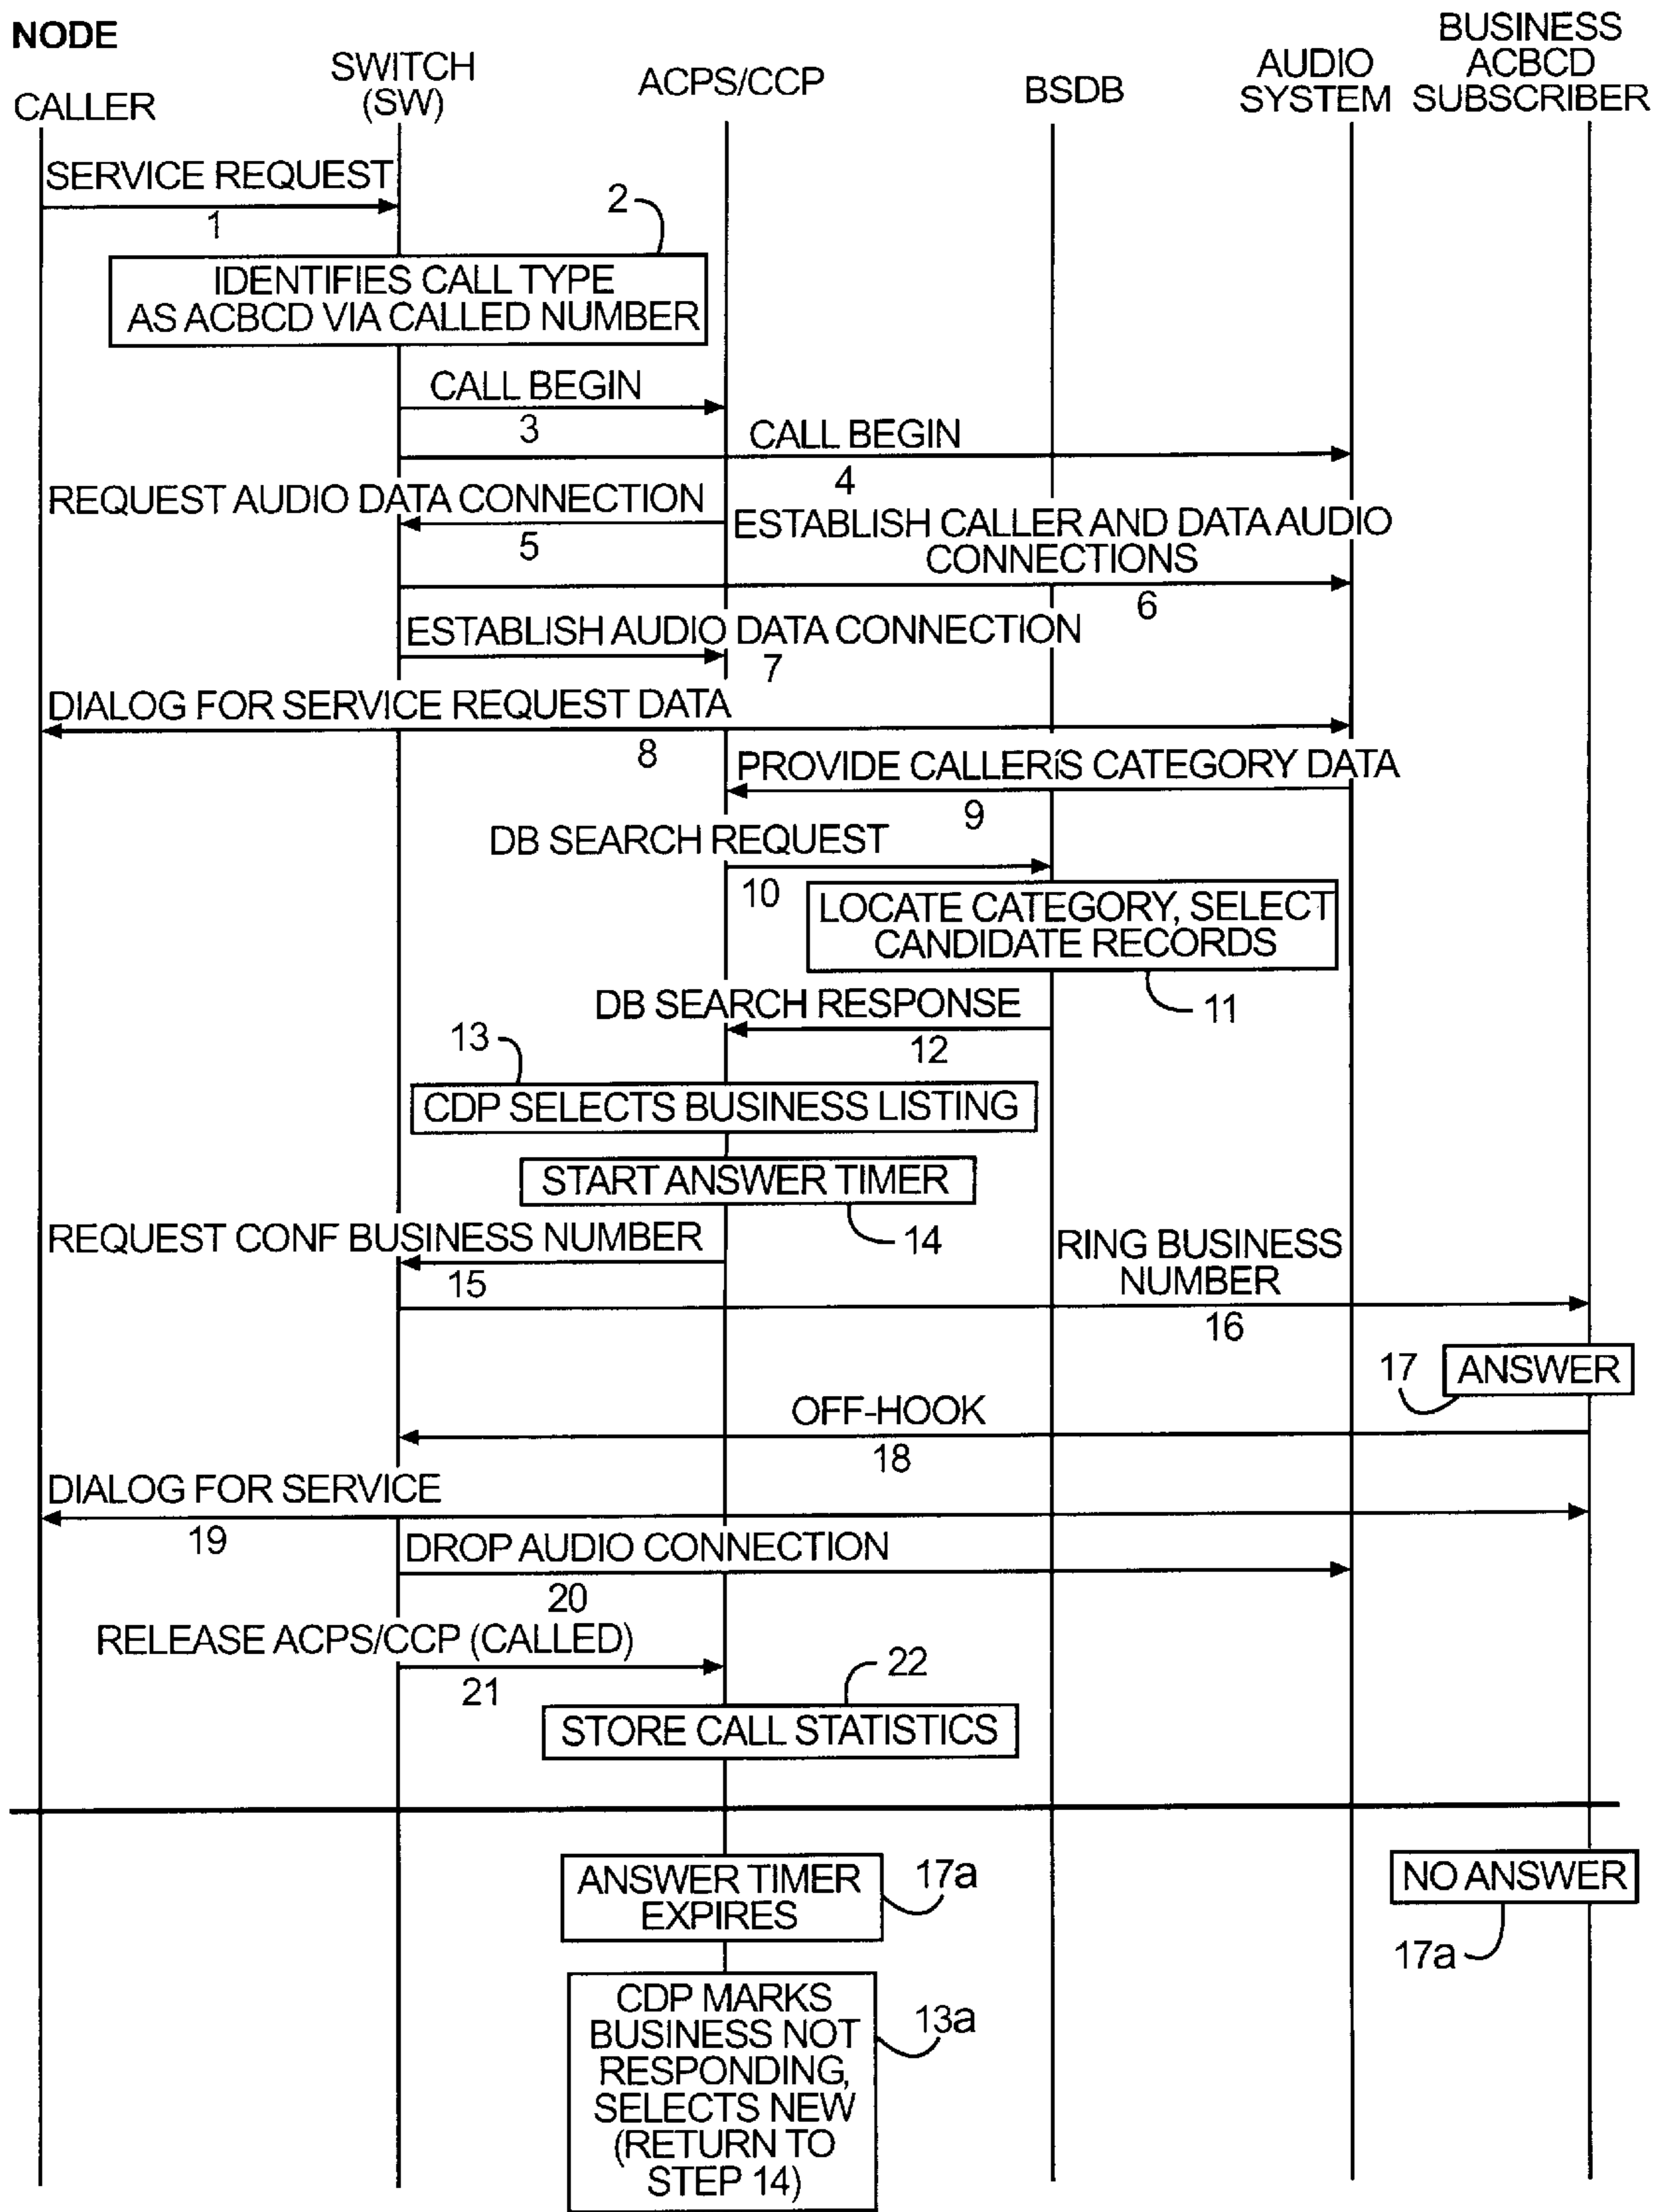 NODE
CALLER
SWITCH
(SW)
ACPS/CCP
BSDB
AUDIO
SYSTEM
BUSINESS
ACBCD
SUBSCRIBER
SERVICE REQUEST
1
2
IDENTIFIES CALL TYPE
AS ACBCD VIA CALLED NUMBER
CALL BEGIN
3
CALL BEGIN
4
REQUEST AUDIO DATA CONNECTION
5
ESTABLISH CALLER AND DATA AUDIO
CONNECTIONS
6
ESTABLISH AUDIO DATA CONNECTION
7
DIALOG FOR SERVICE REQUEST DATA
8
PROVIDE CALLERíS CATEGORY DATA
9
DB SEARCH REQUEST
10
LOCATE CATEGORY, SELECT
CANDIDATE RECORDS
11
DB SEARCH RESPONSE
12
13
CDP SELECTS BUSINESS LISTING
START ANSWER TIMER
14
REQUEST CONF BUSINESS NUMBER
15
RING BUSINESS
NUMBER
16
17
ANSWER
OFF-HOOK
18
DIALOG FOR SERVICE
19
DROP AUDIO CONNECTION
20
RELEASE ACPS/CCP (CALLED)
21
22
STORE CALL STATISTICS
ANSWER TIMER
EXPIRES
17a
NO ANSWER
17a
CDP MARKS
BUSINESS NOT
RESPONDING,
SELECTS NEW
(RETURN TO
STEP 14)
13a